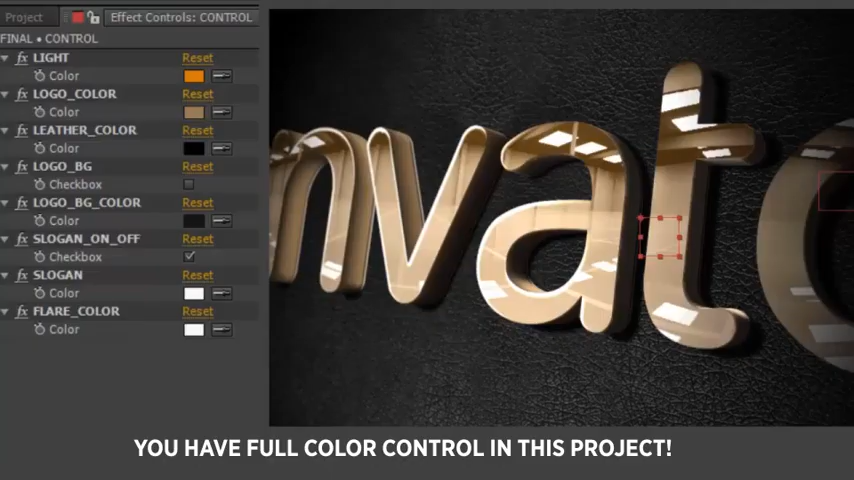 Project
Effect Controls: CONTROL
FINAL • CONTROL
fx LIGHT Reset
Color
fx LOGO_COLOR Reset
Color
fx LEATHER_COLOR Reset
Color
fx LOGO_BG Reset
Checkbox
fx LOGO_BG_COLOR Reset
Color
fx SLOGAN_ON_OFF Reset
Checkbox
fx SLOGAN Reset
Color
fx FLARE_COLOR Reset
Color
nvato
YOU HAVE FULL COLOR CONTROL IN THIS PROJECT!